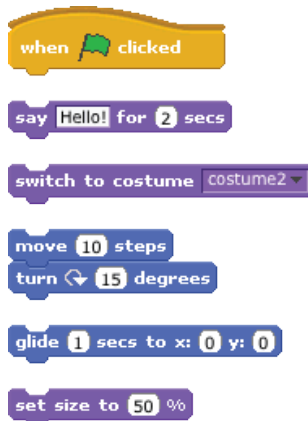 when clicked
say Hello! for 2 secs
switch to costume costume2
move 10 steps
turn 15 degrees
glide 1 secs to x: 0 y: 0
set size to 50 %